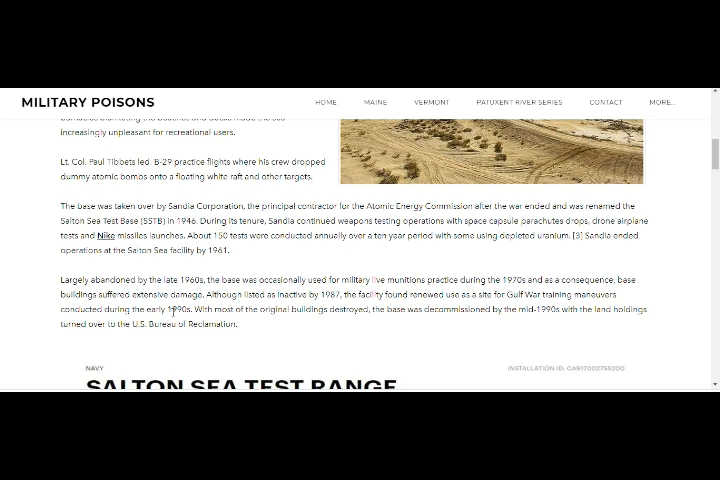 MILITARY POISONS
HOME MAINE VERMONT PATUXENT RIVER SERIES CONTACT MORE...
increasingly unpleasant for recreational users.
Lt. Col. Paul Tibbets led B-29 practice flights where his crew dropped
dummy atomic bombs onto a floating white raft and other targets.
The base was taken over by Sandia Corporation, the principal contractor for the Atomic Energy Commission after the war ended and was renamed the
Salton Sea Test Base (SSTB) in 1946. During its tenure, Sandia continued weapons testing operations with space capsule parachutes drops, drone airplane
tests and Nike missiles launches. About 150 tests were conducted annually over a ten year period with some using depleted uranium. [3] Sandia ended
operations at the Salton Sea facility by 1961.
Largely abandoned by the late 1960s, the base was occasionally used for military live munitions practice during the 1970s and as a consequence, base
buildings suffered extensive damage. Although listed as inactive by 1987, the facility found renewed use as a site for Gulf War training maneuvers
conducted during the early 1990s. With most of the original buildings destroyed, the base was decommissioned by the mid-1990s with the land holdings
turned over to the U.S. Bureau of Reclamation.
NAVY INSTALLATION ID: CA917002755200
SALTON SEA TEST RANGE